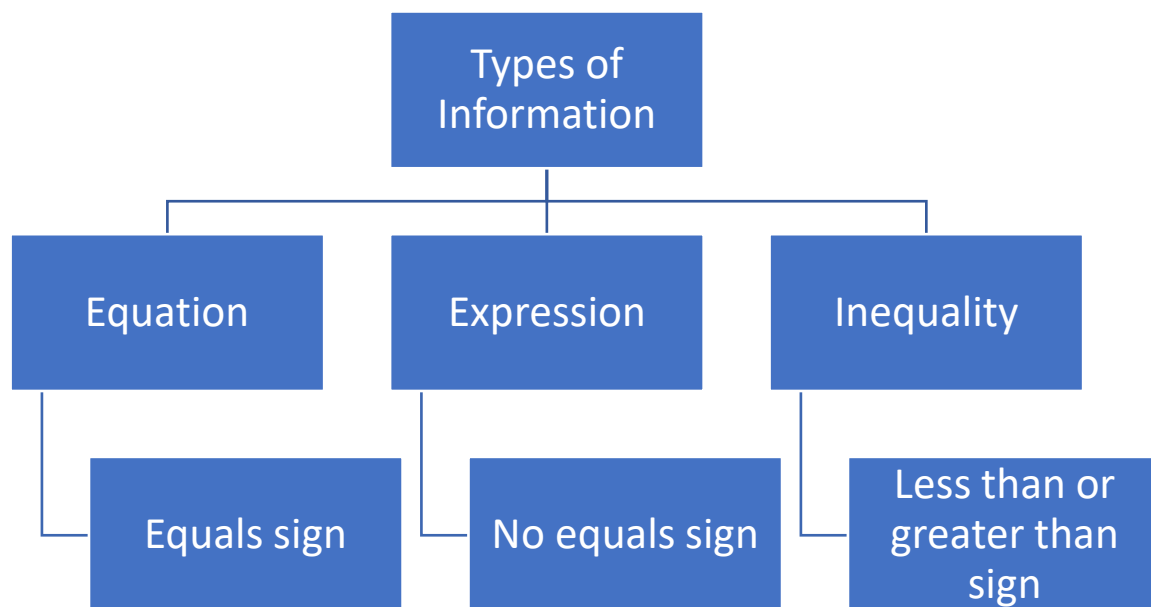 Types of
Information
Equation
Expression
Inequality
Equals sign
No equals sign
Less than or
greater than
sign